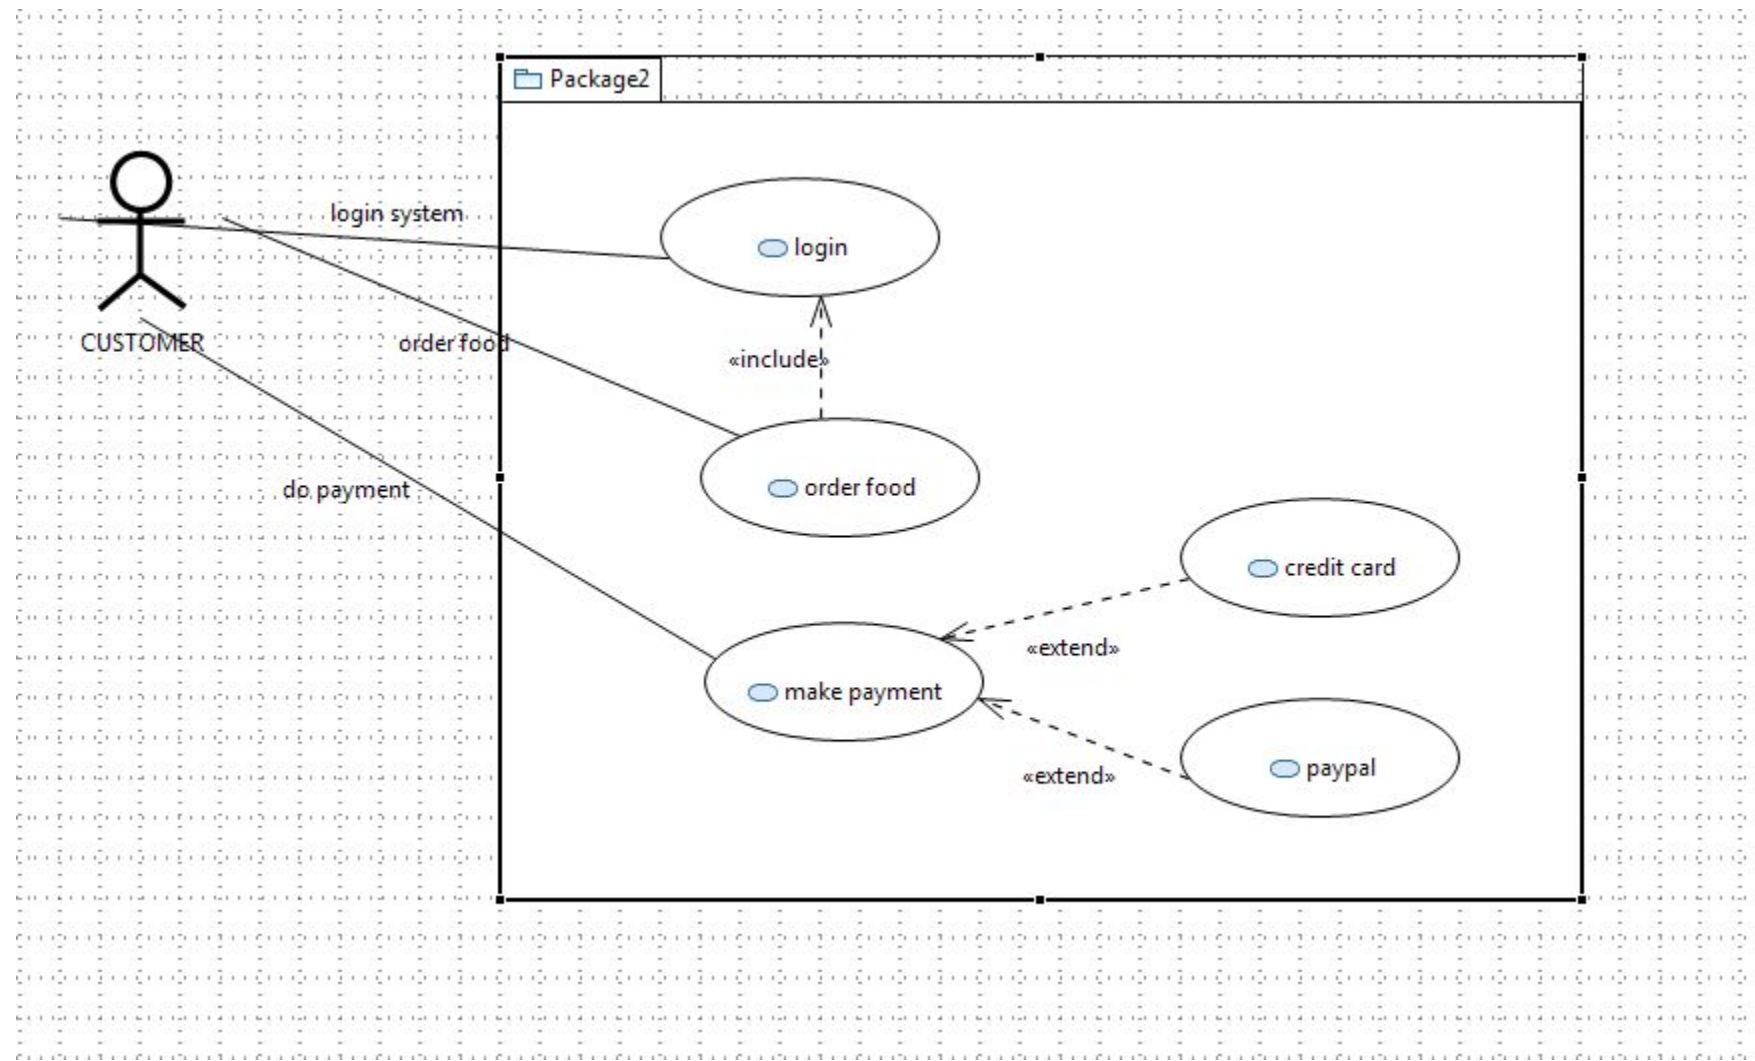 Package2
login system
login
CUSTOMER
order food
«include»
order food
do payment
credit card
«extend»
make payment
paypal
«extend»